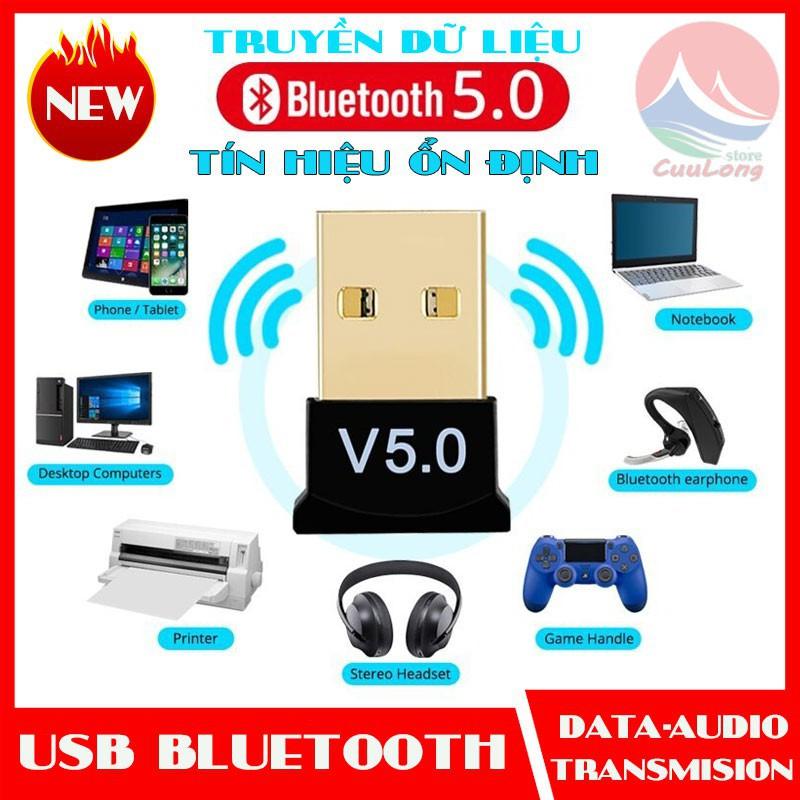 TRUYỀN DỮ LIỆU
NEW
Bluetooth 5.0
TÍN HIỆU ỔN ĐỊNH
store
CuuLong
Phone / Tablet
Notebook
V5.0
Desktop Computers
Bluetooth earphone
Printer
Game Handle
Stereo Headset
USB BLUETOOTH
DATA-AUDIO
TRANSMISION